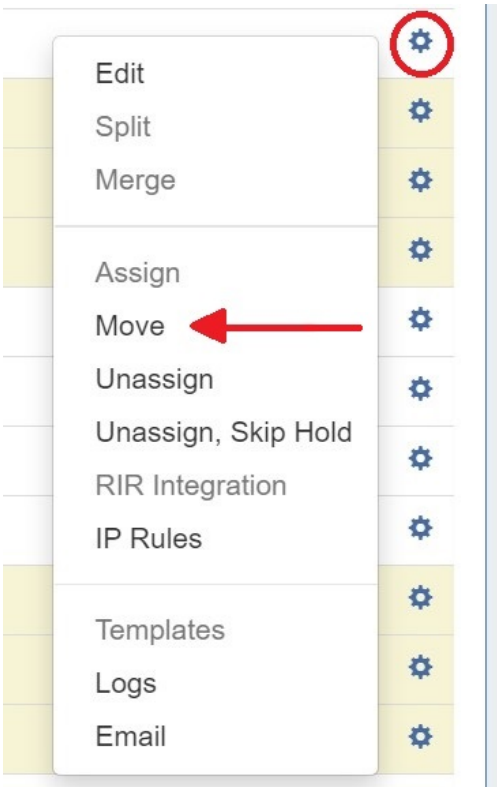 Edit
Split
Merge
Assign
Move
Unassign
Unassign, Skip Hold
RIR Integration
IP Rules
Templates
Logs
Email